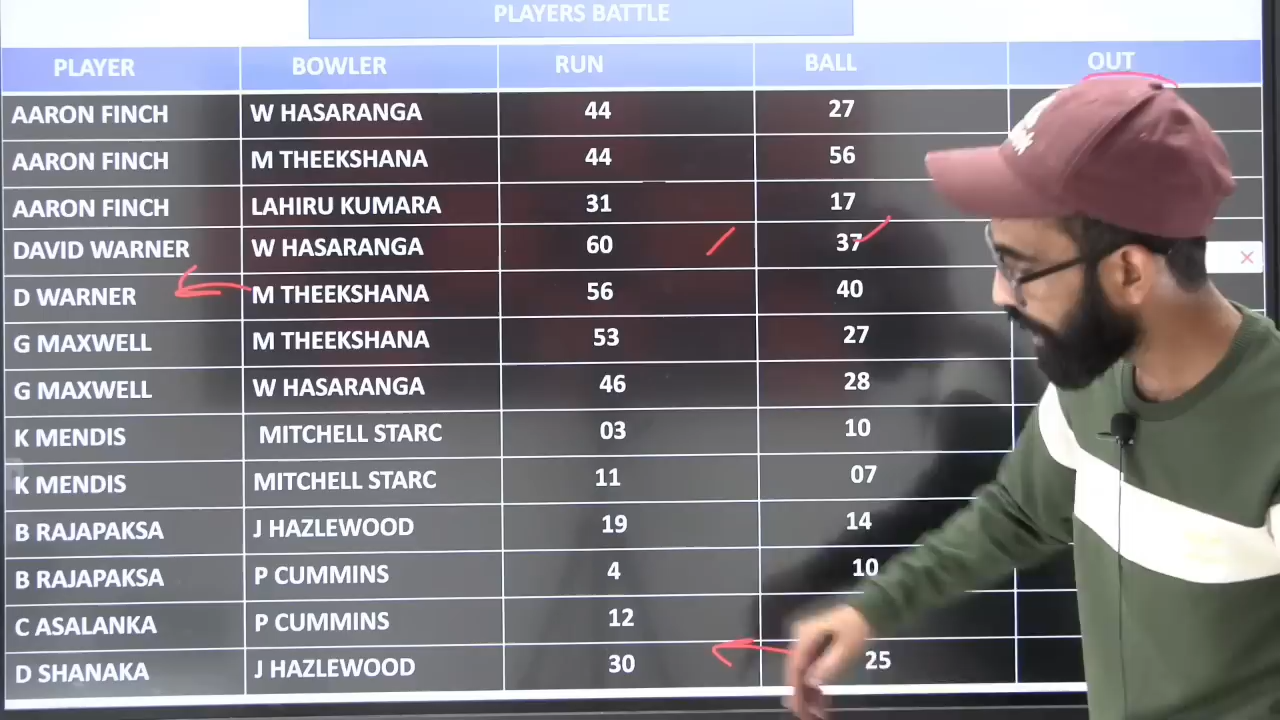 PLAYERS BATTLE
PLAYER BOWLER RUN BALL OUT
AARON FINCH W HASARANGA 44 27
AARON FINCH M THEEKSHANA 44 56
AARON FINCH LAHIRU KUMARA 31 17
DAVID WARNER W HASARANGA 60 37
D WARNER M THEEKSHANA 56 40
G MAXWELL M THEEKSHANA 53 27
G MAXWELL W HASARANGA 46 28
K MENDIS MITCHELL STARC 03 10
K MENDIS MITCHELL STARC 11 07
B RAJAPAKSA J HAZLEWOOD 19 14
B RAJAPAKSA P CUMMINS 4 10
C ASALANKA P CUMMINS 12
D SHANAKA J HAZLEWOOD 30 25